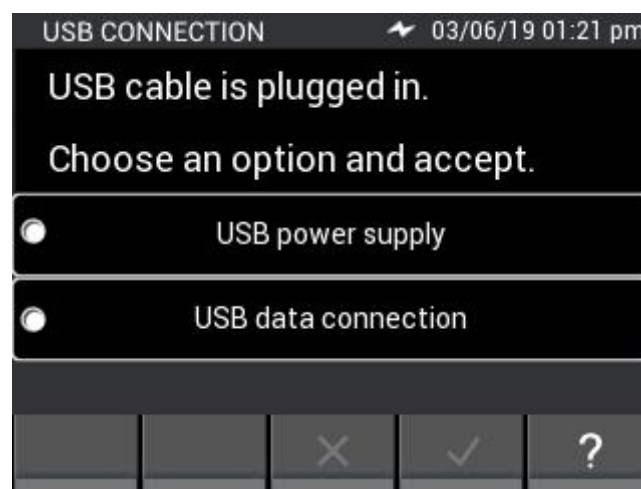 USB CONNECTION 03/06/19 01:21 pm
USB cable is plugged in.
Choose an option and accept.
USB power supply
USB data connection
?